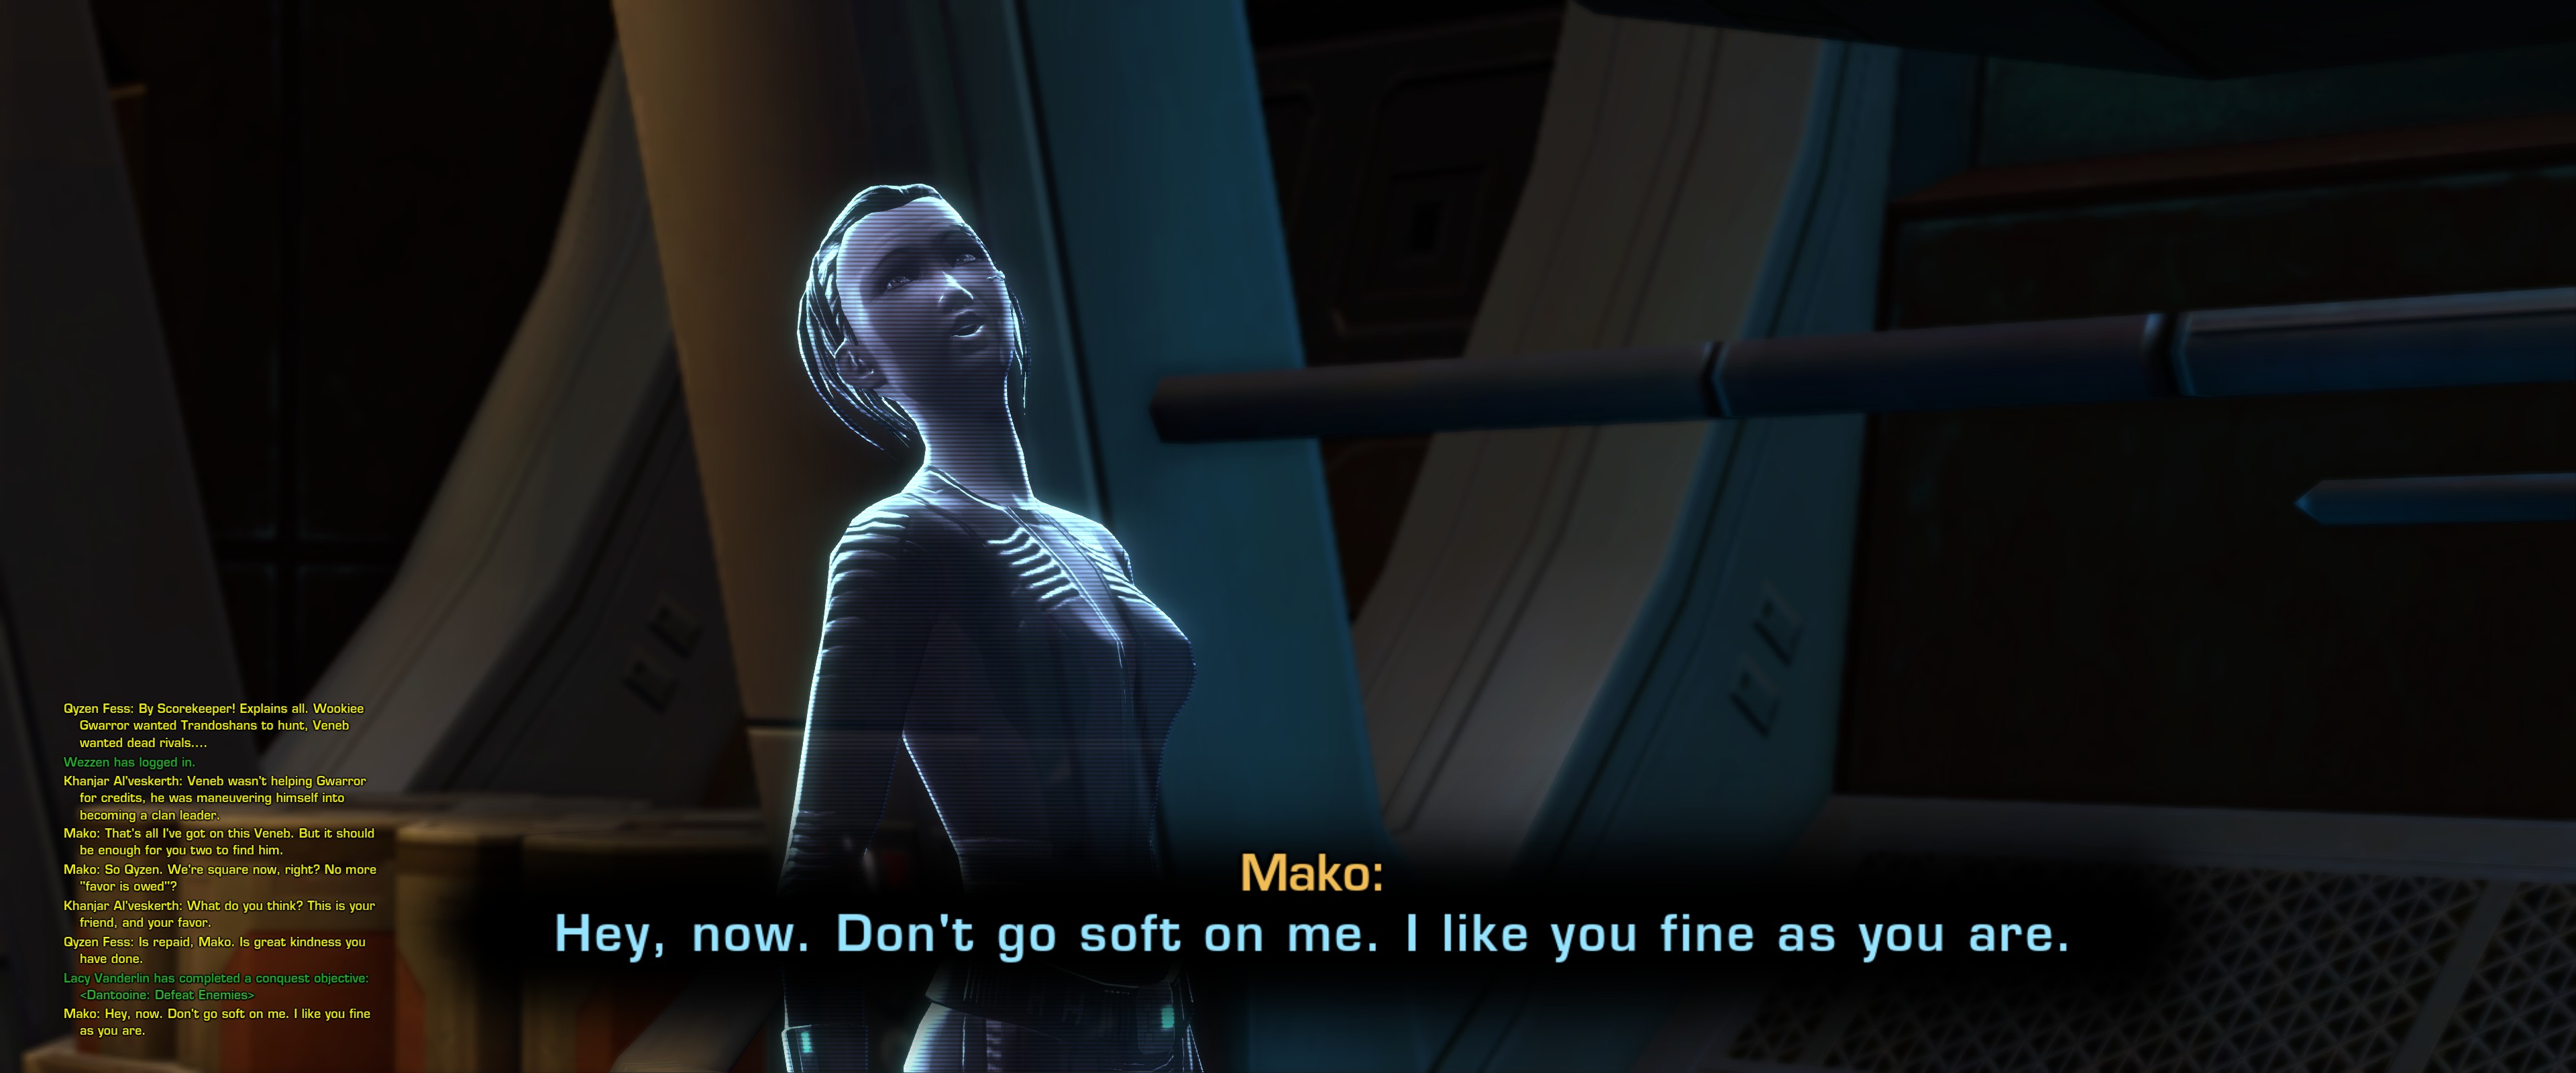 Qyzen Fess: By Scorekeeper! Explains all. Wookiee
Gwarror wanted Trandoshans to hunt, Veneb
wanted dead rivals....
Wezzen has logged in.
Khanjar Al'veskerth: Veneb wasn't helping Gwarror
for credits, he was maneuvering himself into
becoming a clan leader.
Mako: That's all I've got on this Veneb. But it should
be enough for you two to find him.
Mako: So Qyzen. We're square now, right? No more
"favor is owed"?
Khanjar Al'veskerth: What do you think? This is your
friend, and your favor.
Qyzen Fess: Is repaid, Mako. Is great kindness you
have done.
Lacy Vanderlin has completed a conquest objective:
<Dantooine: Defeat Enemies>
Mako: Hey, now. Don't go soft on me. I like you fine
as you are.
Mako:
Hey, now. Don't go soft on me. I like you fine as you are.